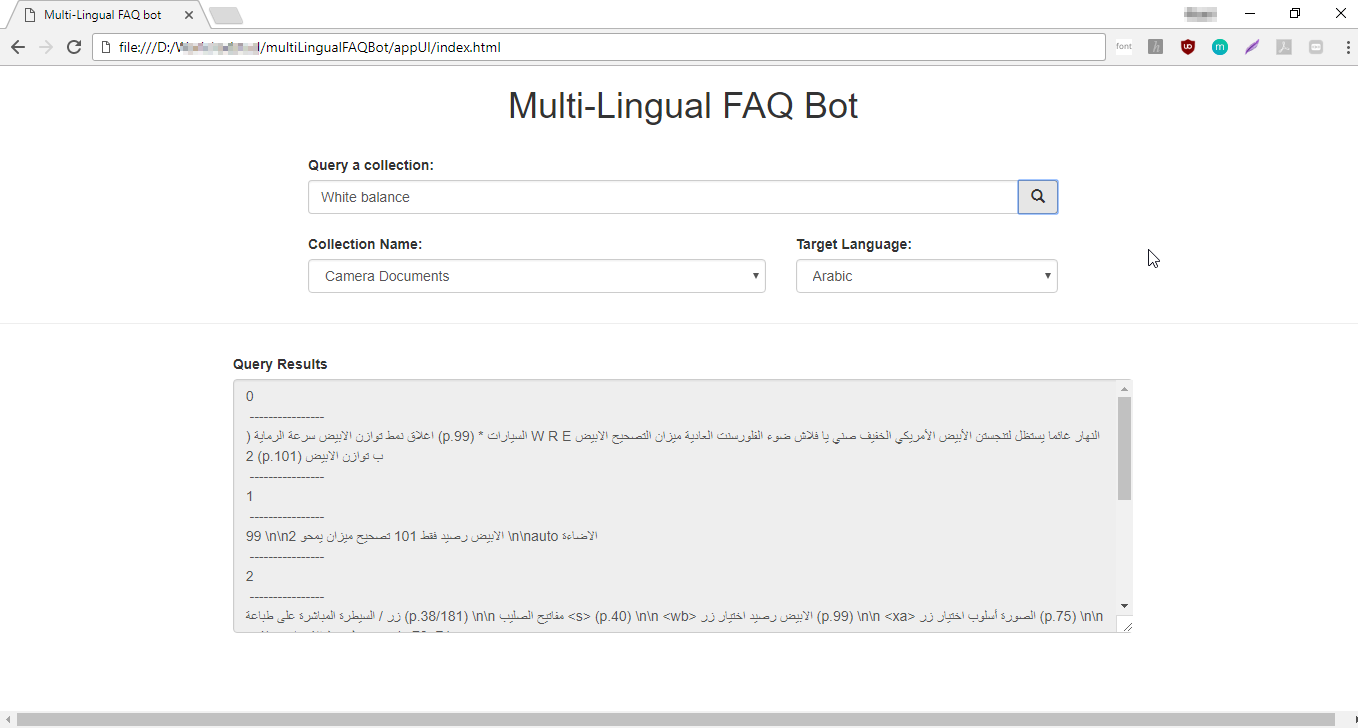 Multi-Lingual FAQ bot
file:///D:/ /multiLingualFAQBot/appUI/index.html
font
Multi-Lingual FAQ Bot
Query a collection:
White balance
Collection Name:
Target Language:
Camera Documents
Arabic
Query Results
0
----------------
النهار غائما يستظل لتنجستن الأبيض الأمريكي الخفيف صني يا فلاش ضوء الفلورسنت العادية ميزان التصحيح الابيض W R E السيارات * (p.99) اغلاق نمط توازن الابيض سرعة الرماية (
2 (p.101) ب توازن الابيض
----------------
1
----------------
99 \n\n2 الابيض رصيد فقط 101 تصحيح ميزان يمحو \n\nauto الاضاءة
----------------
2
----------------
زر / السيطرة المباشرة على طباعة (p.38/181) \n\n مفاتيح الصليب <s> (p.40) \n\n <wb> الابيض رصيد اختيار زر (p.99) \n\n <xa> الصورة أسلوب اختيار زر (p.75) \n\n